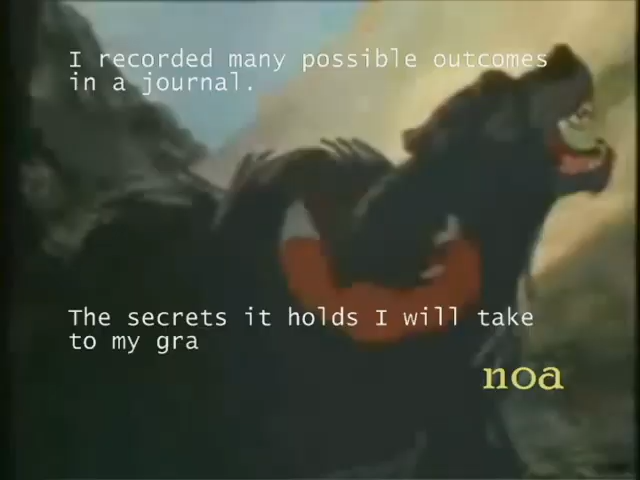 I recorded many possible outcomes
in a journal.
The secrets it holds I will take
to my gra
noa